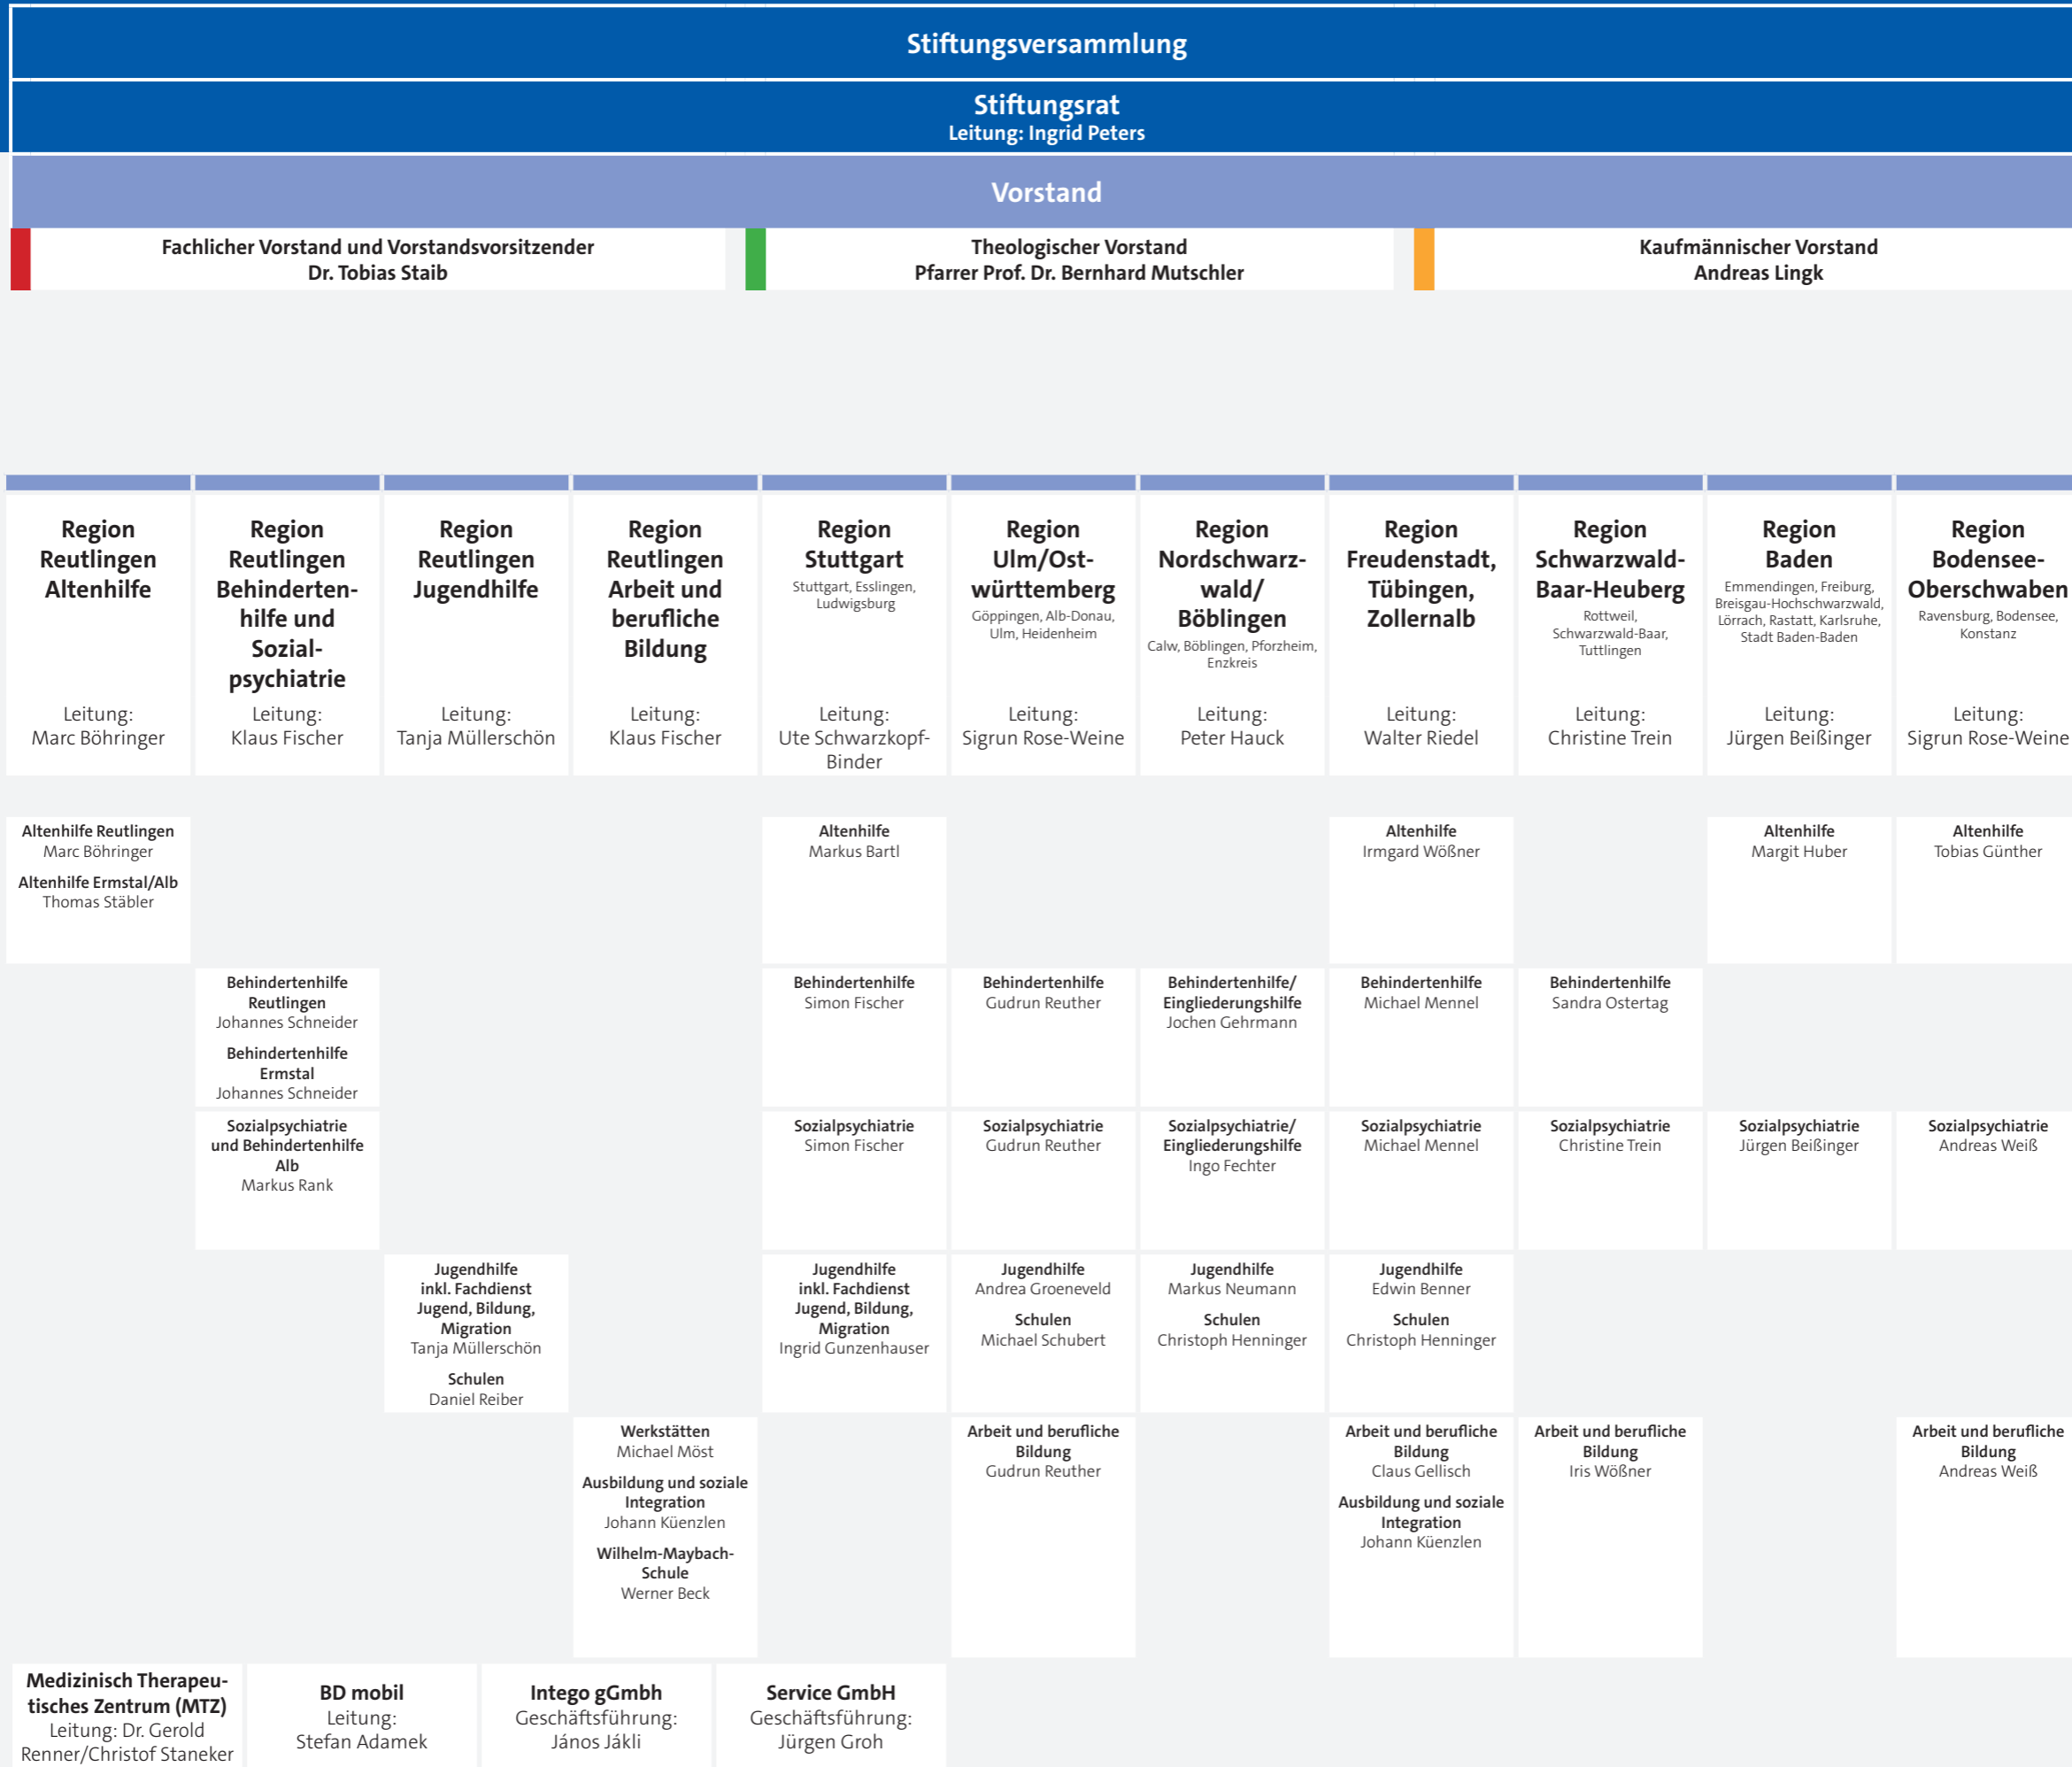 Stiftungsversammlung
Stiftungsrat
Leitung: Ingrid Peters
Vorstand
Fachlicher Vorstand und Vorstandsvorsitzender
Dr. Tobias Staib
Theologischer Vorstand
Pfarrer Prof. Dr. Bernhard Mutschler
Kaufmännischer Vorstand
Andreas Lingk
Region
Reutlingen
Altenhilfe
Leitung:
Marc Böhringer
Region
Reutlingen
Behinderten-
hilfe und
Sozial-
psychiatrie
Leitung:
Klaus Fischer
Region
Reutlingen
Jugendhilfe
Leitung:
Tanja Müllerschön
Region
Reutlingen
Arbeit und
berufliche
Bildung
Leitung:
Klaus Fischer
Region
Stuttgart
Stuttgart, Esslingen,
Ludwigsburg
Leitung:
Ute Schwarzkopf-
Binder
Region
Ulm/Ost-
württemberg
Göppingen, Alb-Donau,
Ulm, Heidenheim
Leitung:
Sigrun Rose-Weine
Region
Nordschwarz-
wald/
Böblingen
Calw, Böblingen, Pforzheim,
Enzkreis
Leitung:
Peter Hauck
Region
Freudenstadt,
Tübingen,
Zollernalb
Leitung:
Walter Riedel
Region
Schwarzwald-
Baar-Heuberg
Rottweil,
Schwarzwald-Baar,
Tuttlingen
Leitung:
Christine Trein
Region
Baden
Emmendingen, Freiburg,
Breisgau-Hochschwarzwald,
Lörrach, Rastatt, Karlsruhe,
Stadt Baden-Baden
Leitung:
Jürgen Beißinger
Region
Bodensee-
Oberschwaben
Ravensburg, Bodensee,
Konstanz
Leitung:
Sigrun Rose-Weine
Altenhilfe Reutlingen
Marc Böhringer
Altenhilfe Ermstal/Alb
Thomas Stäbler
Altenhilfe
Markus Bartl
Altenhilfe
Irmgard Wößner
Altenhilfe
Margit Huber
Altenhilfe
Tobias Günther
Behindertenhilfe
Reutlingen
Johannes Schneider
Behindertenhilfe
Ermstal
Johannes Schneider
Behindertenhilfe
Simon Fischer
Behindertenhilfe
Gudrun Reuther
Behindertenhilfe/
Eingliederungshilfe
Jochen Gehrmann
Behindertenhilfe
Michael Mennel
Behindertenhilfe
Sandra Ostertag
Sozialpsychiatrie
und Behindertenhilfe
Alb
Markus Rank
Sozialpsychiatrie
Simon Fischer
Sozialpsychiatrie
Gudrun Reuther
Sozialpsychiatrie/
Eingliederungshilfe
Ingo Fechter
Sozialpsychiatrie
Michael Mennel
Sozialpsychiatrie
Christine Trein
Sozialpsychiatrie
Jürgen Beißinger
Sozialpsychiatrie
Andreas Weiß
Jugendhilfe
inkl. Fachdienst
Jugend, Bildung,
Migration
Tanja Müllerschön
Schulen
Daniel Reiber
Jugendhilfe
inkl. Fachdienst
Jugend, Bildung,
Migration
Ingrid Gunzenhauser
Jugendhilfe
Andrea Groeneveld
Schulen
Michael Schubert
Jugendhilfe
Markus Neumann
Schulen
Christoph Henninger
Jugendhilfe
Edwin Benner
Schulen
Christoph Henninger
Werkstätten
Michael Möst
Ausbildung und soziale
Integration
Johann Küenzlen
Wilhelm-Maybach-
Schule
Werner Beck
Arbeit und berufliche
Bildung
Gudrun Reuther
Arbeit und berufliche
Bildung
Claus Gellisch
Ausbildung und soziale
Integration
Johann Küenzlen
Arbeit und berufliche
Bildung
Iris Wößner
Arbeit und berufliche
Bildung
Andreas Weiß
Medizinisch Therapeu-
tisches Zentrum (MTZ)
Leitung: Dr. Gerold
Renner/Christof Staneker
BD mobil
Leitung:
Stefan Adamek
Intego gGmbh
Geschäftsführung:
János Jákli
Service GmbH
Geschäftsführung:
Jürgen Groh